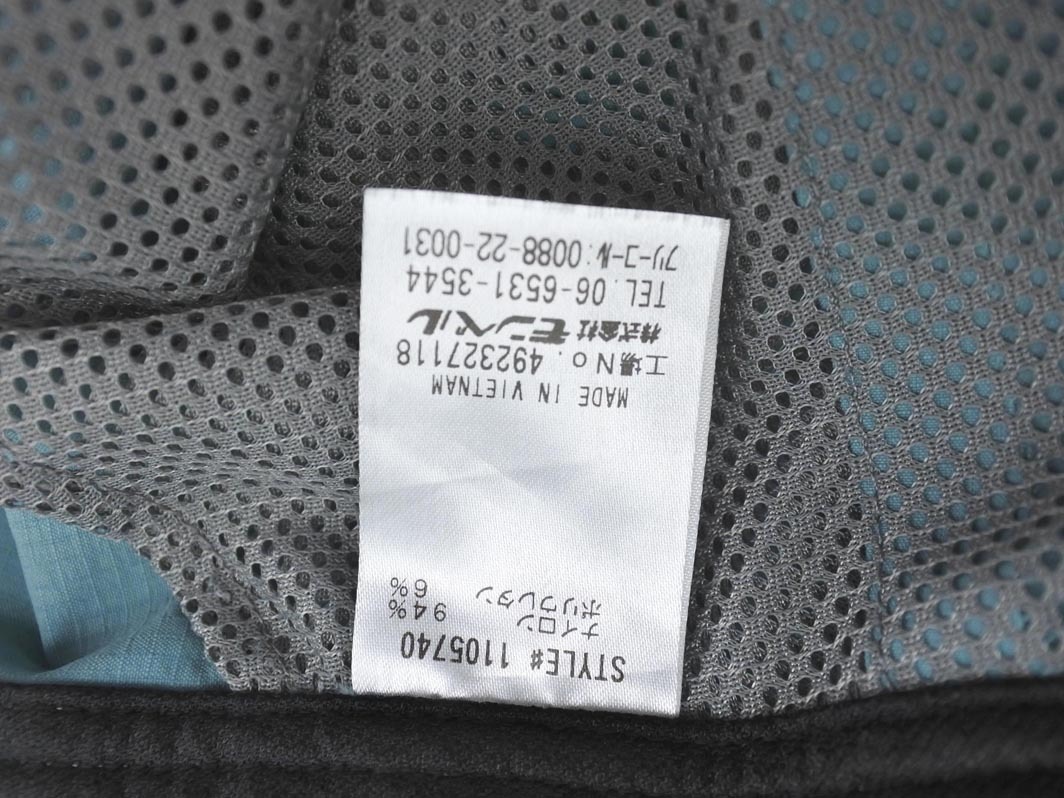 STYLE# 1105740
ナイロン 94%
ポリウレタン 6%
MADE IN VIETNAM
工場No. 492327118
株式会社モンベル
TEL. 06-6531-3544
フリーコール:0088-22-0031